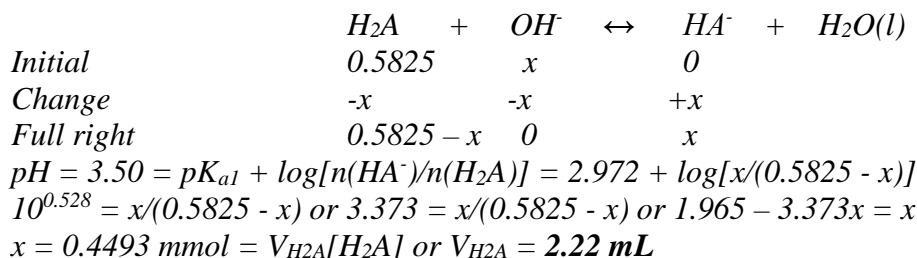 H2A + OH- ↔ HA- + H2O(l)
Initial 0.5825 x 0
Change -x -x +x
Full right 0.5825 – x 0 x
pH = 3.50 = pKa1 + log[n(HA-)/n(H2A)] = 2.972 + log[x/(0.5825 - x)]
10^0.528 = x/(0.5825 - x) or 3.373 = x/(0.5825 - x) or 1.965 – 3.373x = x
x = 0.4493 mmol = VH2A[H2A] or VH2A = 2.22 mL